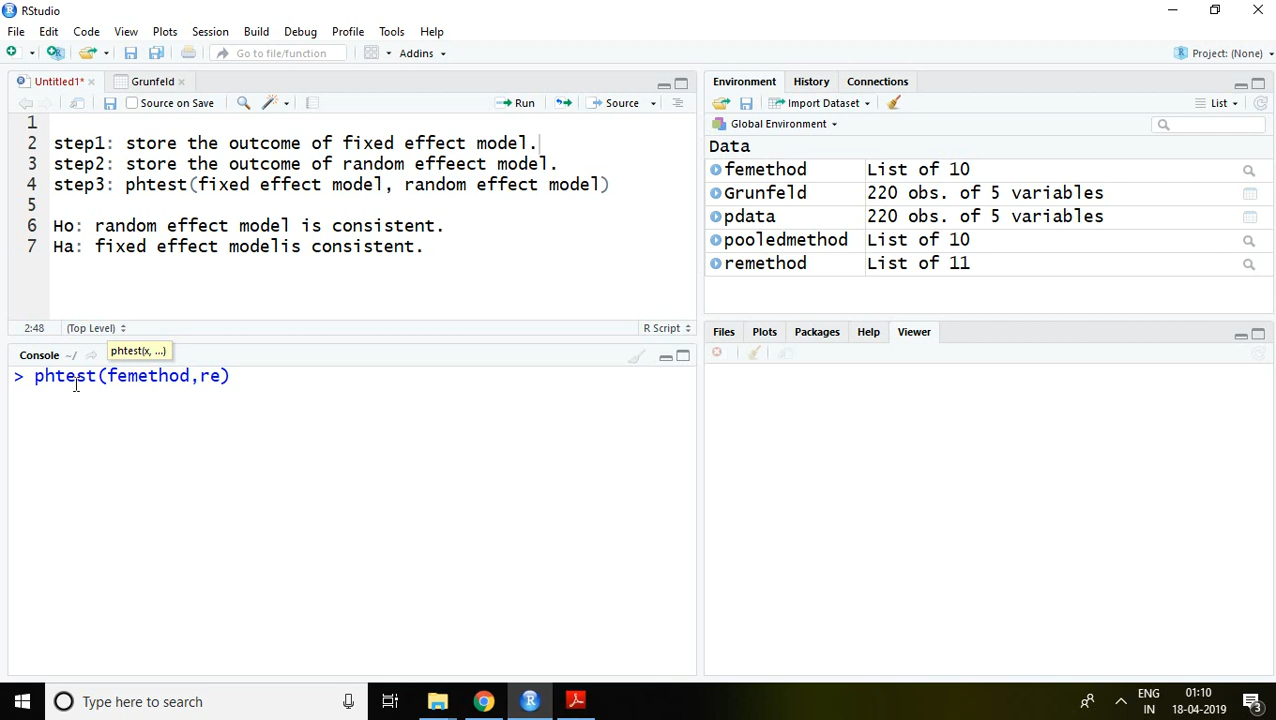 RStudio
File Edit Code View Plots Session Build Debug Profile Tools Help
Go to file/function Addins Project: (None)
Untitled1* Grunfeld
Source on Save Run Source
1
2 step1: store the outcome of fixed effect model.
3 step2: store the outcome of random effeect model.
4 step3: phtest(fixed effect model, random effect model)
5
6 Ho: random effect model is consistent.
7 Ha: fixed effect modelis consistent.
2:48 (Top Level) R Script
Console ~/
phtest(x, ...)
> phtest(femethod,re)
Environment History Connections
Import Dataset List
Global Environment
Data
femethod List of 10
Grunfeld 220 obs. of 5 variables
pdata 220 obs. of 5 variables
pooledmethod List of 10
remethod List of 11
Files Plots Packages Help Viewer
Type here to search
ENG
IN
01:10
18-04-2019
3